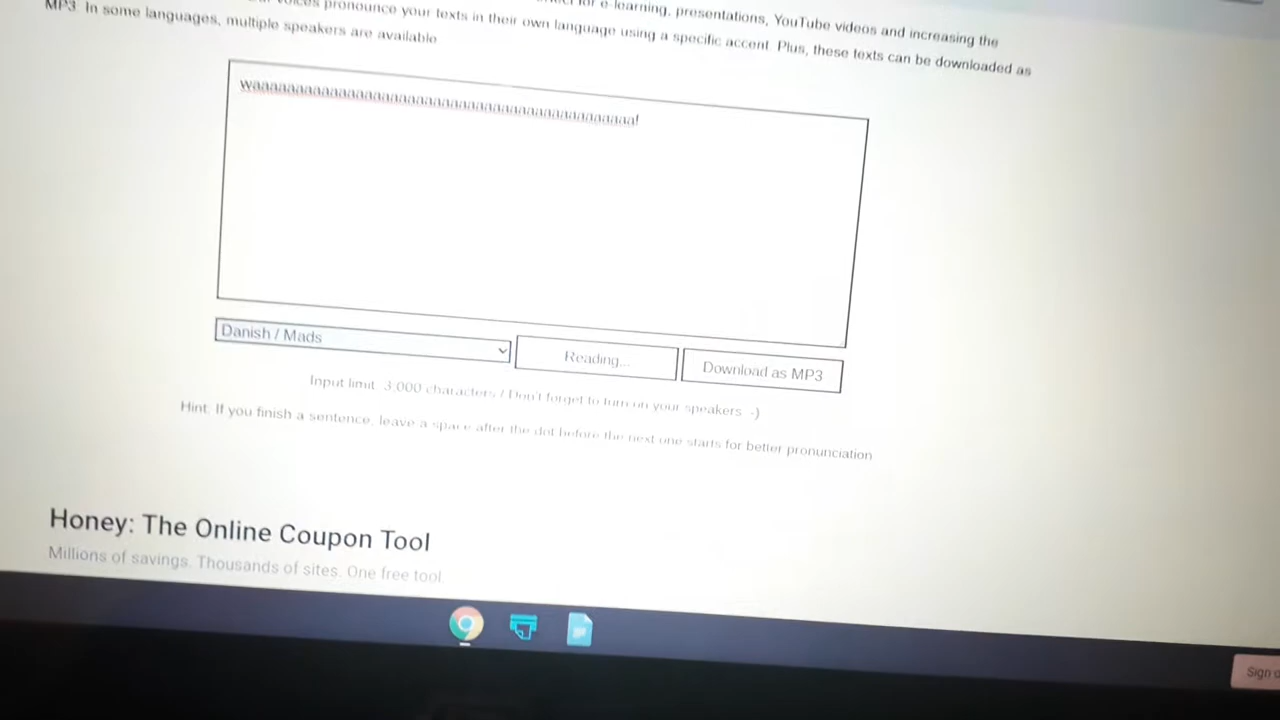 voices pronounce your texts in their own language using a specific accent. Plus, these texts can be downloaded as
for e-learning, presentations, YouTube videos and increasing the
MP3. In some languages, multiple speakers are available
waaaaaaaaaaaaaaaaaaaaaaaaaaaaaaaaaaaaaaaaaaaaaaa!
Danish / Mads
Reading...
Download as MP3
Input limit: 3,000 characters / Don't forget to turn on your speakers :-)
Hint: If you finish a sentence, leave a space after the dot before the next one starts for better pronunciation
Honey: The Online Coupon Tool
Millions of savings. Thousands of sites. One free tool
Sign